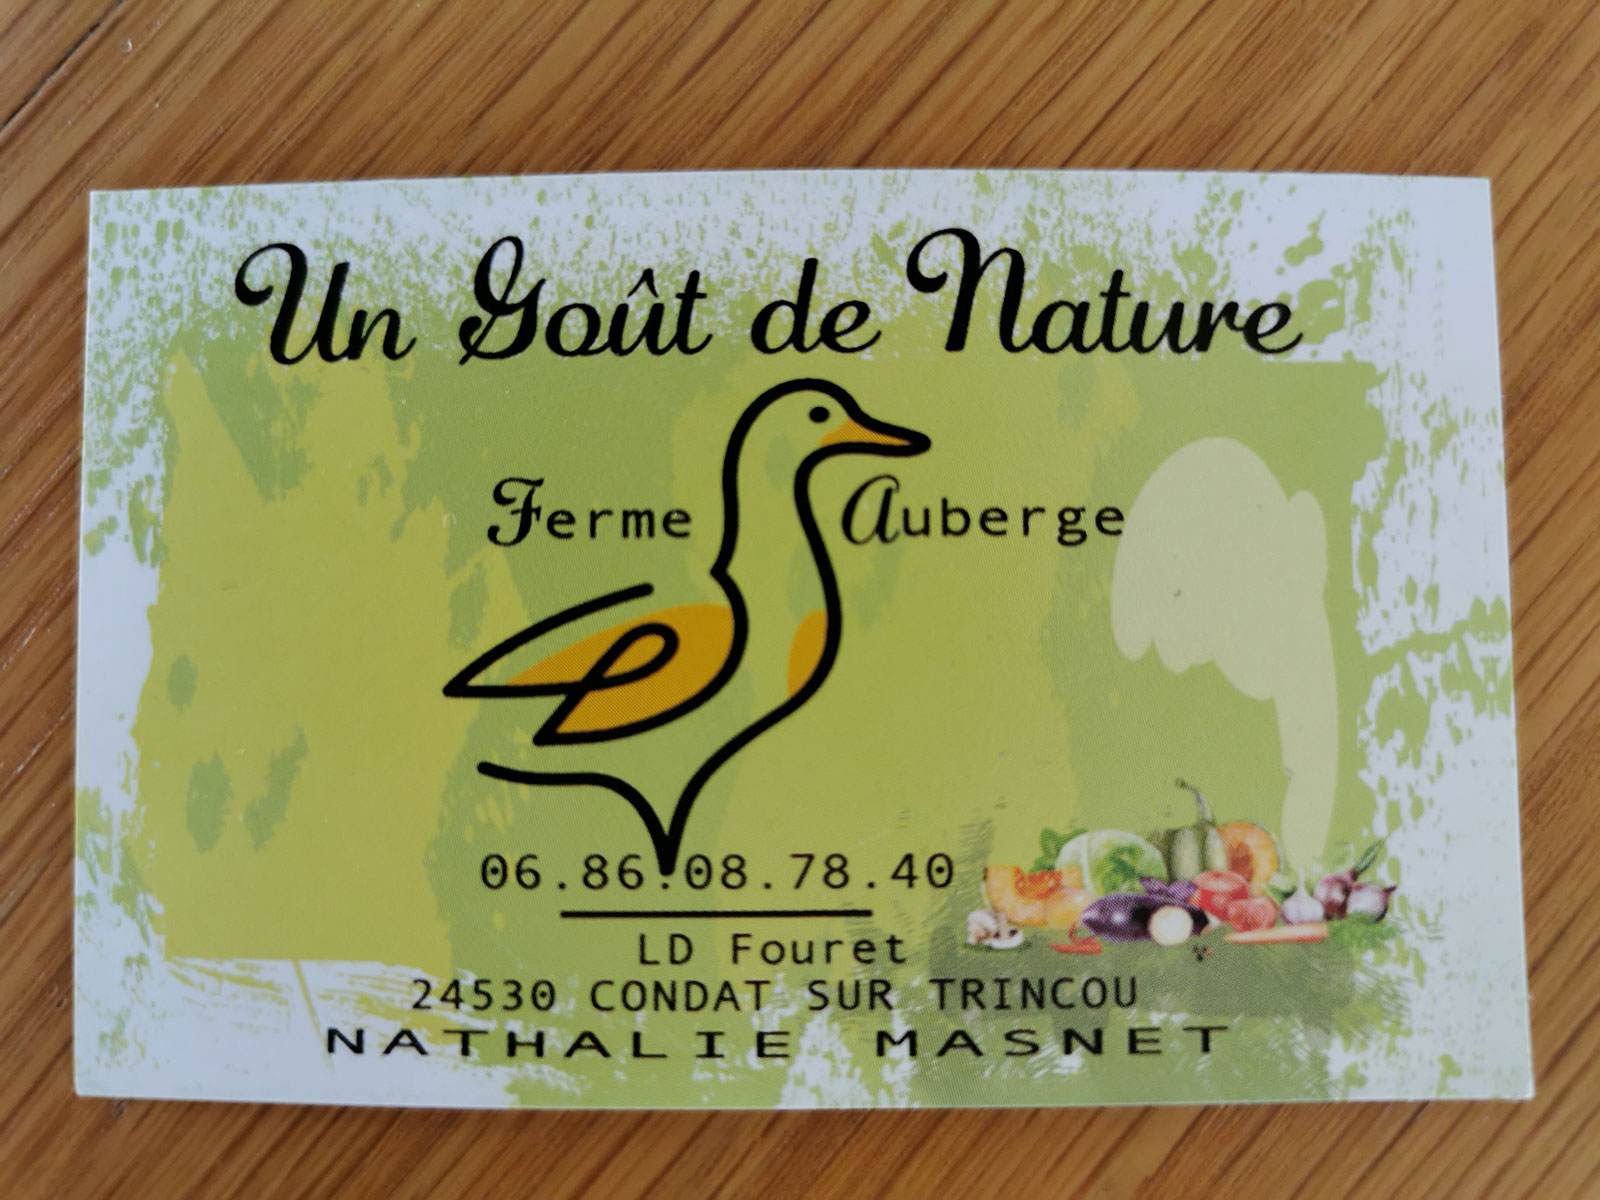 Un Goût de Nature
Ferme Auberge
06.86.08.78.40
LD Fouret
24530 CONDAT SUR TRINCOU
NATHALIE MASNET